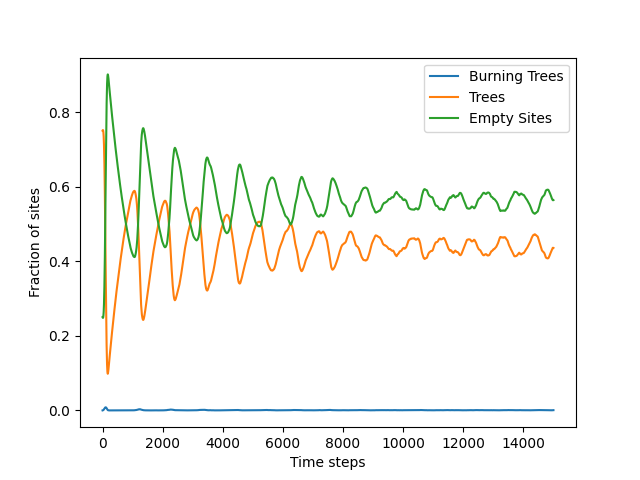 Burning Trees
Trees
Empty Sites
Fraction of sites
0.8
0.6
0.4
0.2
0.0
0 2000 4000 6000 8000 10000 12000 14000
Time steps